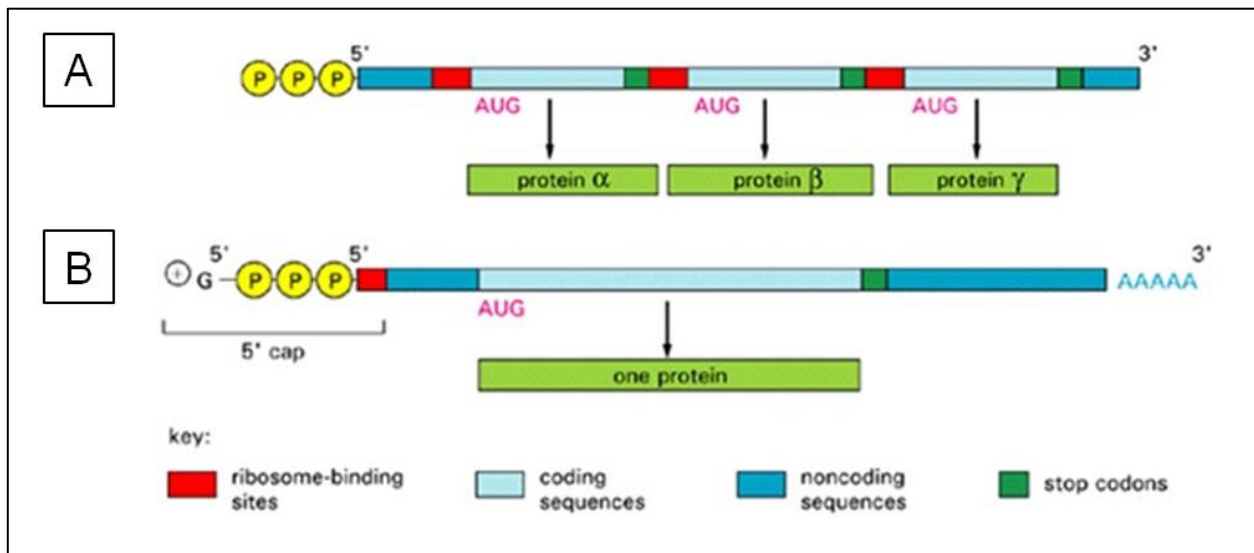 A
P P P 5' 3'
AUG AUG AUG
protein α protein β protein γ
B
+ G 5' P P P 5' 3'
AAAAA
AUG
5' cap
one protein
key:
ribosome-binding
sites
coding
sequences
noncoding
sequences
stop codons